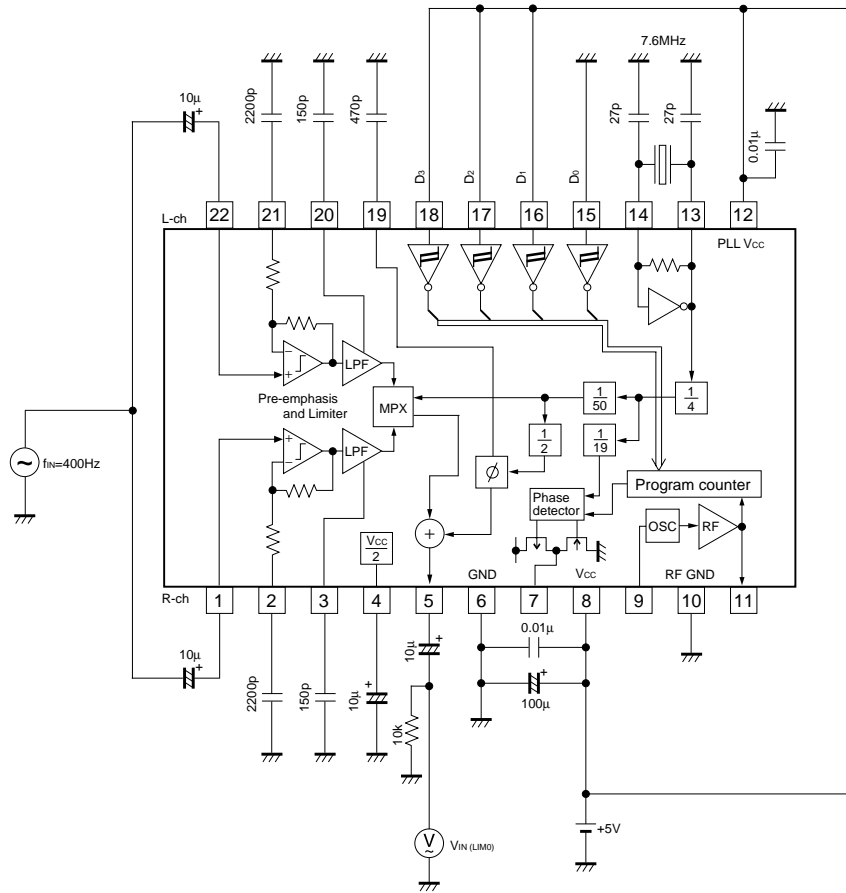 7.6MHz
10μ
+
2200p
150p
470p
D3
D2
D1
D0
27p
27p
0.01μ
L-ch
22
21
20
19
18
17
16
15
14
13
12
PLL VCC
−
+
LPF
Pre-emphasis
and Limiter
MPX
1/50
1/4
1/2
1/19
fIN=400Hz
~
+
−
LPF
ϕ
Phase
detector
Program counter
OSC
RF
VCC/2
+
GND
VCC
RF GND
R-ch
1
2
3
4
5
6
7
8
9
10
11
10μ
+
2200p
150p
10μ
+
10μ
+
10k
0.01μ
+
100μ
+5V
V
~
VIN (LIM0)